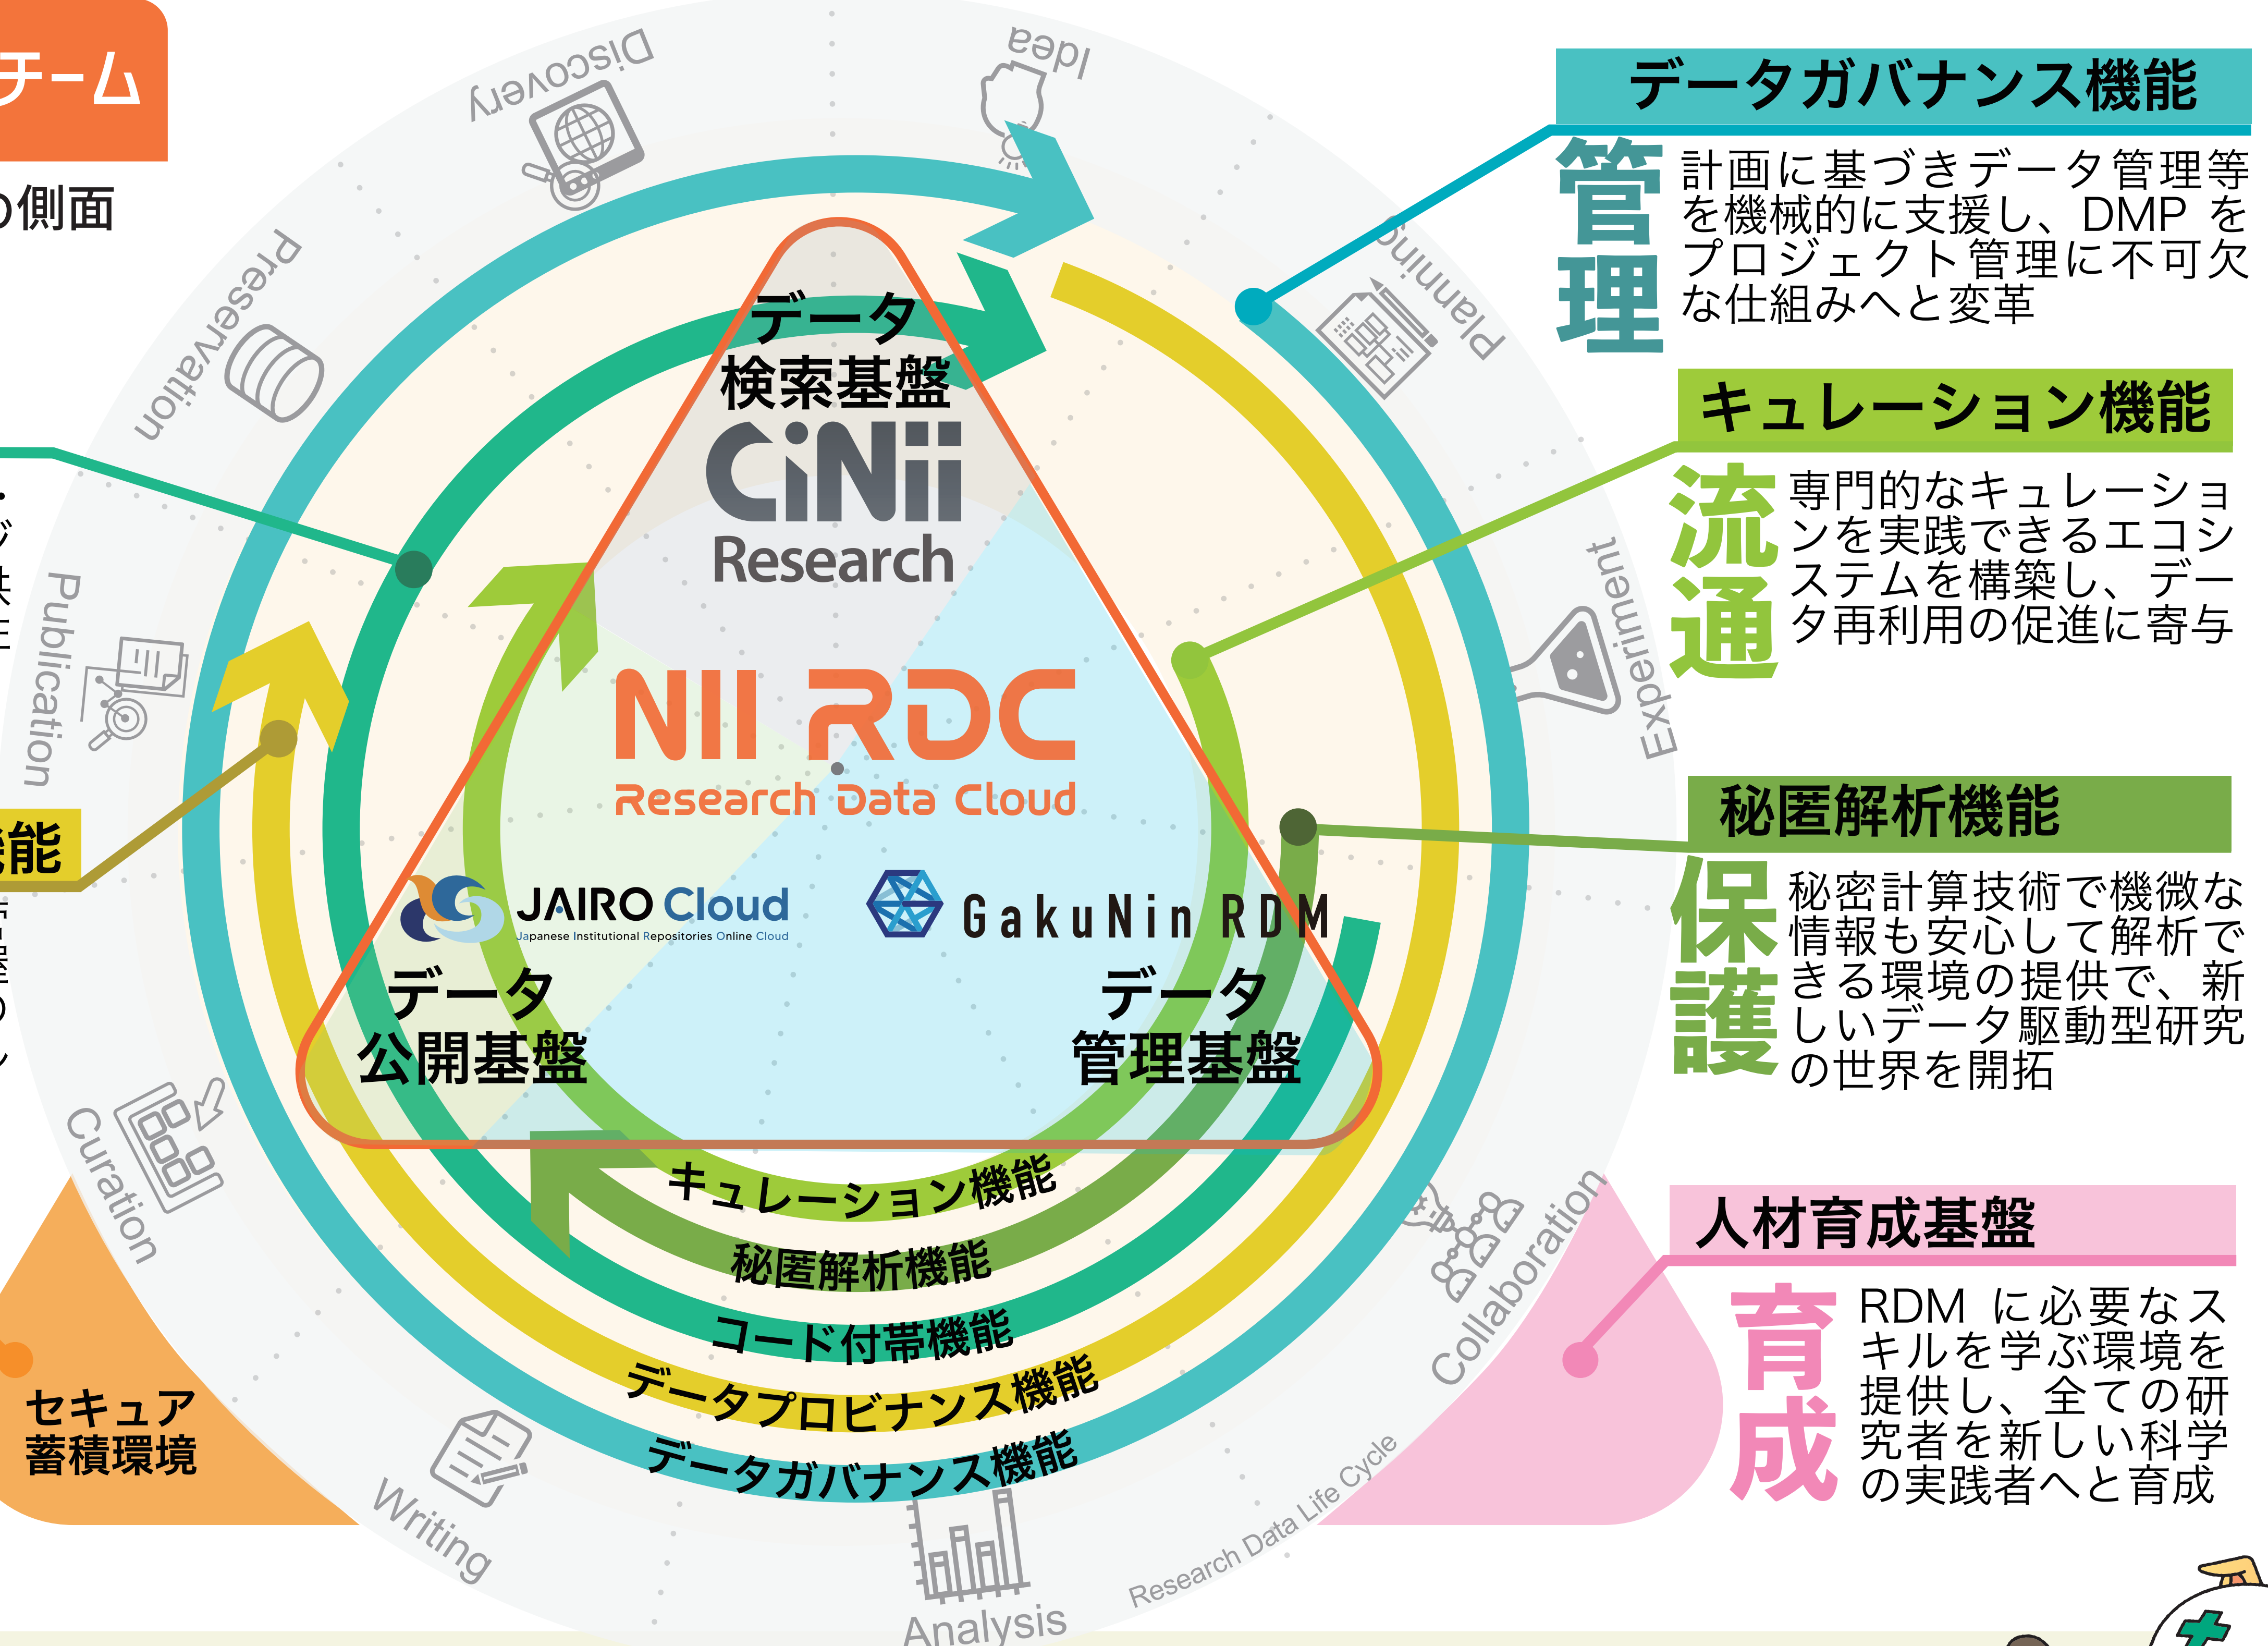 チーム
の側面
Discovery
Idea
Planning
Experiment
Collaboration
Analysis
Writing
Curation
Publication
Preservation
Research Data Life Cycle
データ
検索基盤
CiNii
Research
NII RDC
Research Data Cloud
JAIRO Cloud
Japanese Institutional Repositories Online Cloud
GakuNin RDM
データ
公開基盤
データ
管理基盤
キュレーション機能
秘匿解析機能
コード付帯機能
データプロビナンス機能
データガバナンス機能
機能
セキュア
蓄積環境
データガバナンス機能
管理
計画に基づきデータ管理等
を機械的に支援し、DMP を
プロジェクト管理に不可欠
な仕組みへと変革
キュレーション機能
流通
専門的なキュレーショ
ンを実践できるエコシ
ステムを構築し、デー
タ再利用の促進に寄与
秘匿解析機能
保護
秘密計算技術で機微な
情報も安心して解析で
きる環境の提供で、新
しいデータ駆動型研究
の世界を開拓
人材育成基盤
育成
RDM に必要なス
キルを学ぶ環境を
提供し、全ての研
究者を新しい科学
の実践者へと育成